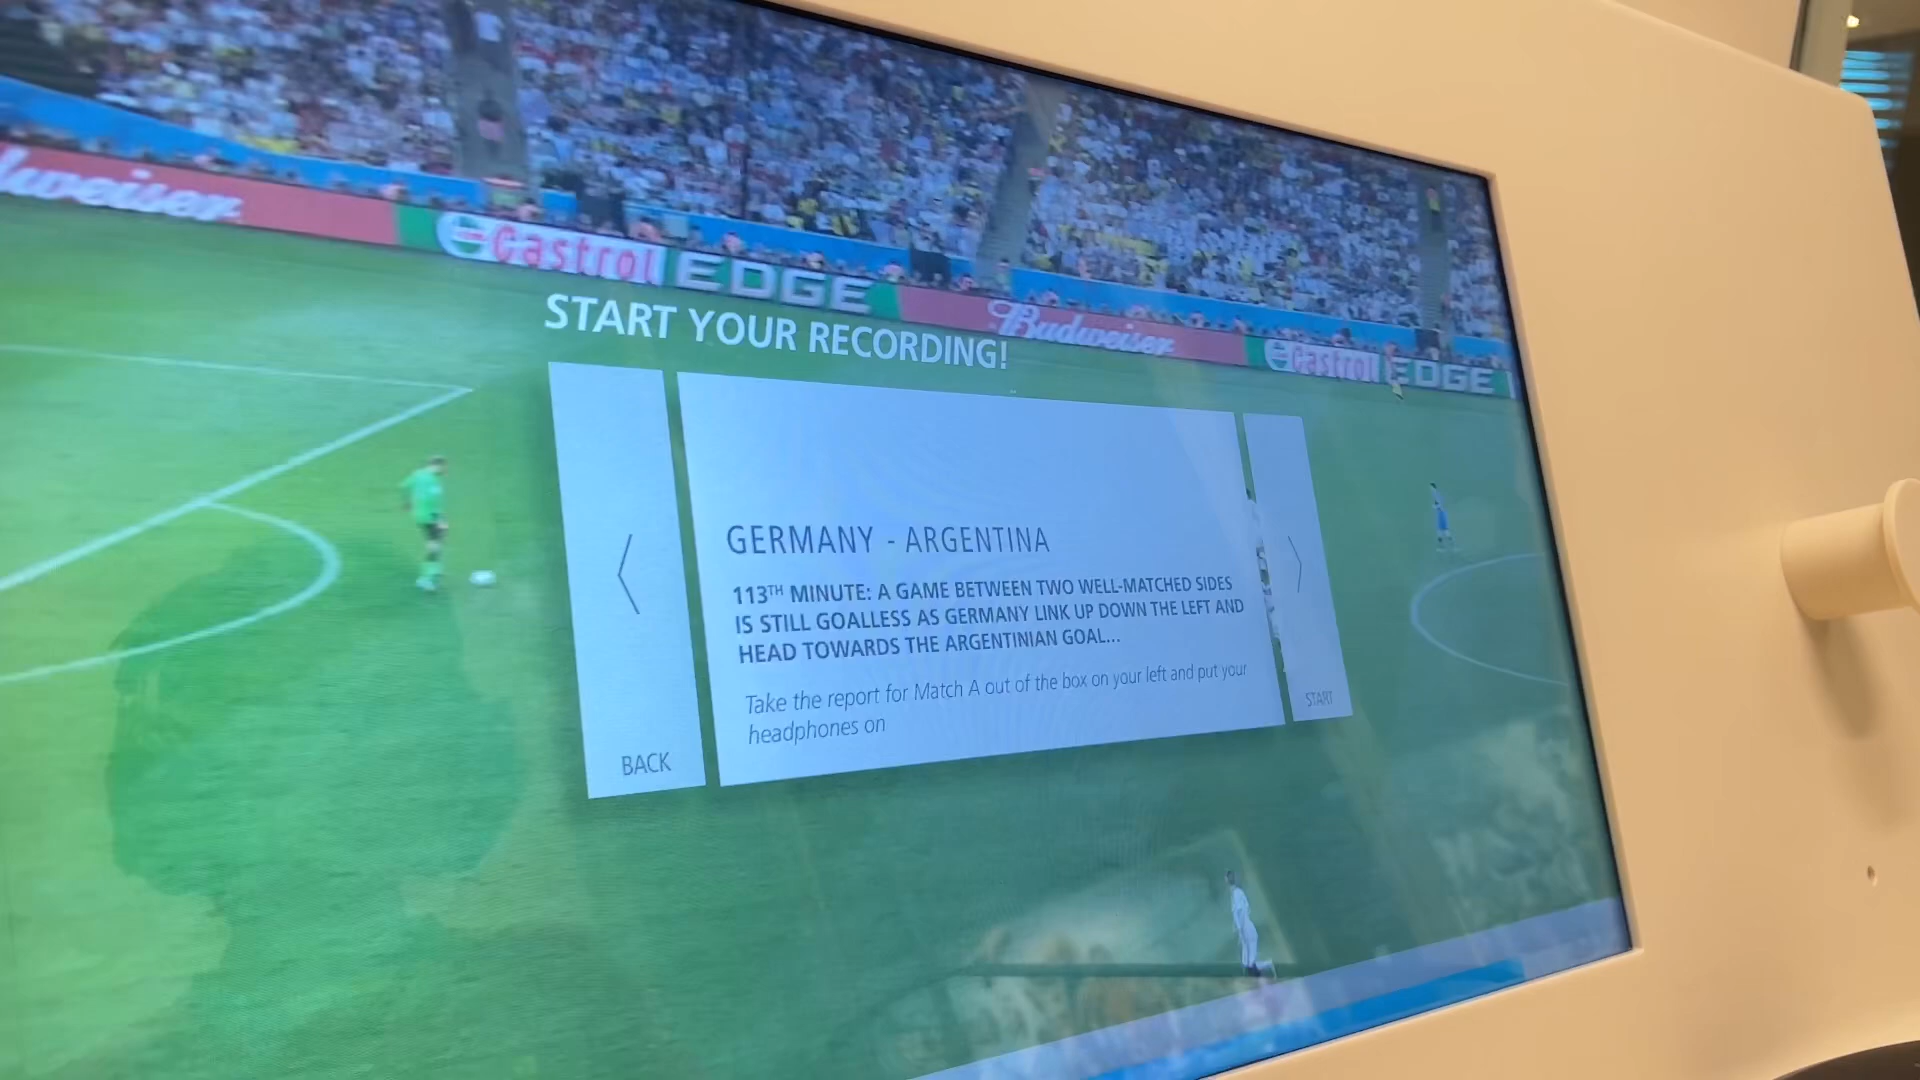 weiser
Castrol EDGE
Budweiser
Castrol EDGE
START YOUR RECORDING!
GERMANY - ARGENTINA
113TH MINUTE: A GAME BETWEEN TWO WELL-MATCHED SIDES
IS STILL GOALLESS AS GERMANY LINK UP DOWN THE LEFT AND
HEAD TOWARDS THE ARGENTINIAN GOAL...
Take the report for Match A out of the box on your left and put your
headphones on
BACK
START